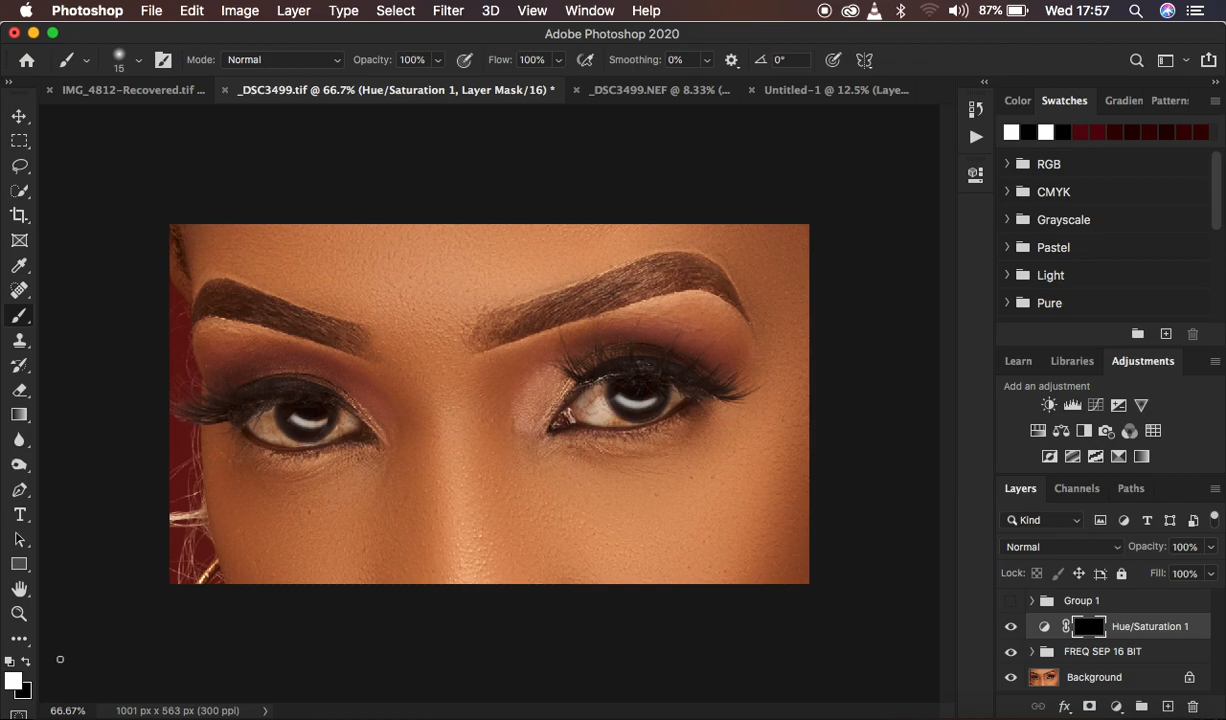 Photoshop File Edit Image Layer Type Select Filter 3D View Window Help 87% Wed 17:57
Adobe Photoshop 2020
15 Mode: Normal Opacity: 100% Flow: 100% Smoothing: 0% 0°
IMG_4812-Recovered.tif ... _DSC3499.tif @ 66.7% (Hue/Saturation 1, Layer Mask/16) * _DSC3499.NEF @ 8.33% (... Untitled-1 @ 12.5% (Laye...
Color Swatches Gradien Pattern:
RGB
CMYK
Grayscale
Pastel
Light
Pure
Learn Libraries Adjustments
Add an adjustment
Layers Channels Paths
Kind
Normal Opacity: 100%
Lock: Fill: 100%
Group 1
Hue/Saturation 1
FREQ SEP 16 BIT
Background
66.67% 1001 px x 563 px (300 ppi)